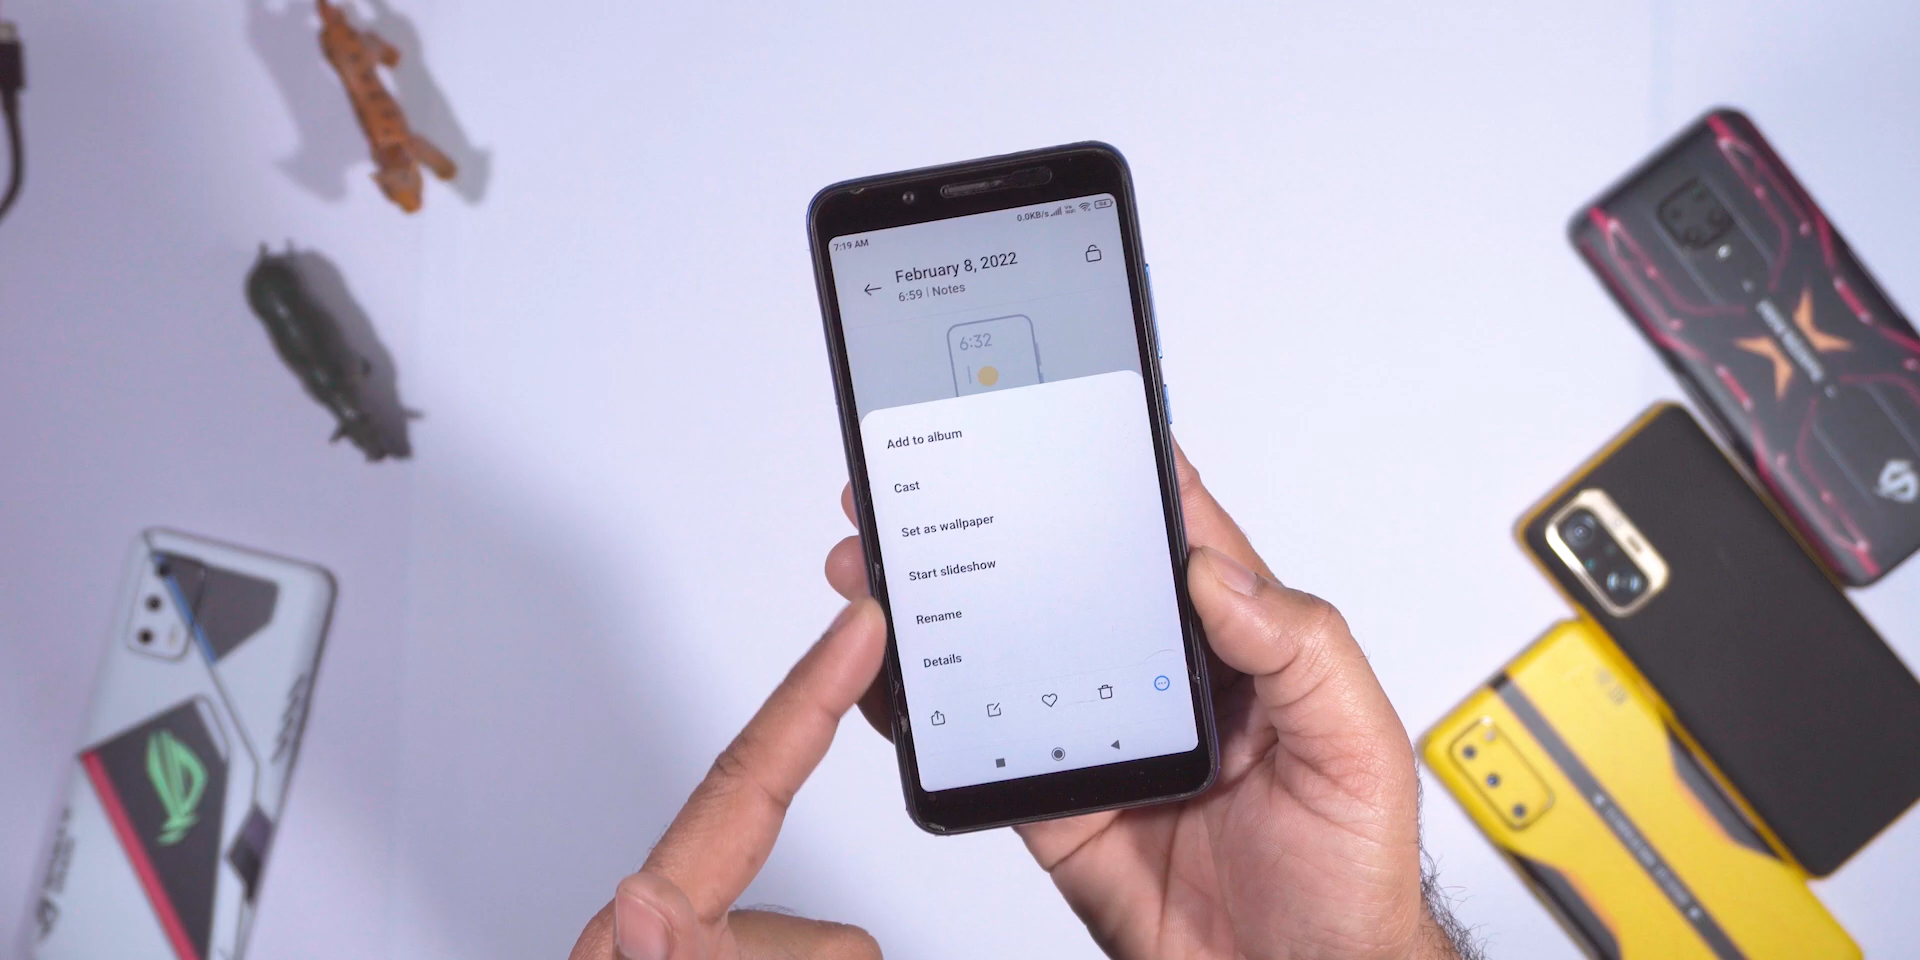 7:19 AM
0.0KB/s
February 8, 2022
6:59 | Notes
6:32
Add to album
Cast
Set as wallpaper
Start slideshow
Rename
Details